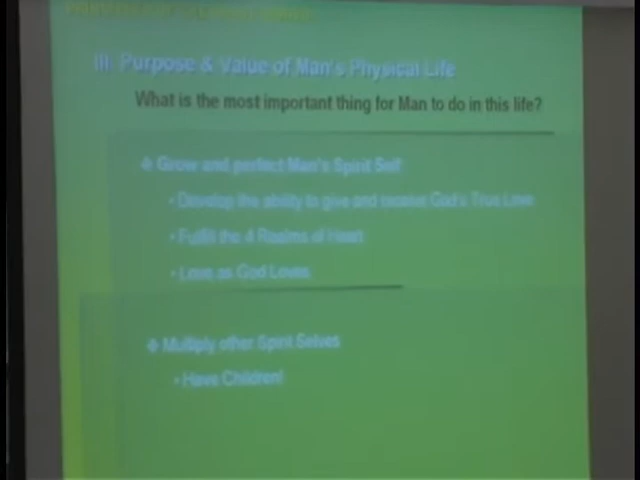 III. Purpose & Value of Man's Physical Life
What is the most important thing for Man to do in this life?
❖ Grow and perfect Man's Spirit Self
• Develop the ability to give and receive God's True Love
• Fulfill the 4 Realms of Heart
• Love as God Loves
❖ Multiply other Spirit Selves
• Have Children!